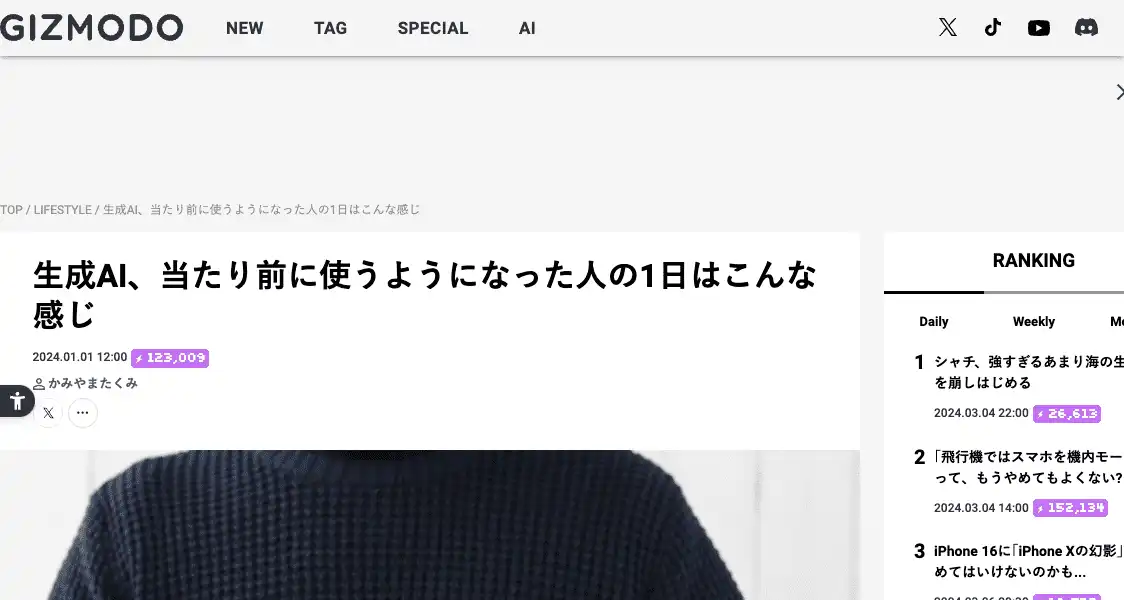 GIZMODO NEW TAG SPECIAL AI
TOP / LIFESTYLE / 生成AI、当たり前に使うようになった人の1日はこんな感じ
生成AI、当たり前に使うようになった人の1日はこんな
感じ
2024.01.01 12:00 123,009
かみやまたくみ
RANKING
Daily Weekly
1 シャチ、強すぎるあまり海の生
を崩しはじめる
2024.03.04 22:00 26,613
2 「飛行機ではスマホを機内モー
って、もうやめてもよくない?
2024.03.04 14:00 152,134
3 iPhone 16に「iPhone Xの幻影」
めてはいけないのかも...